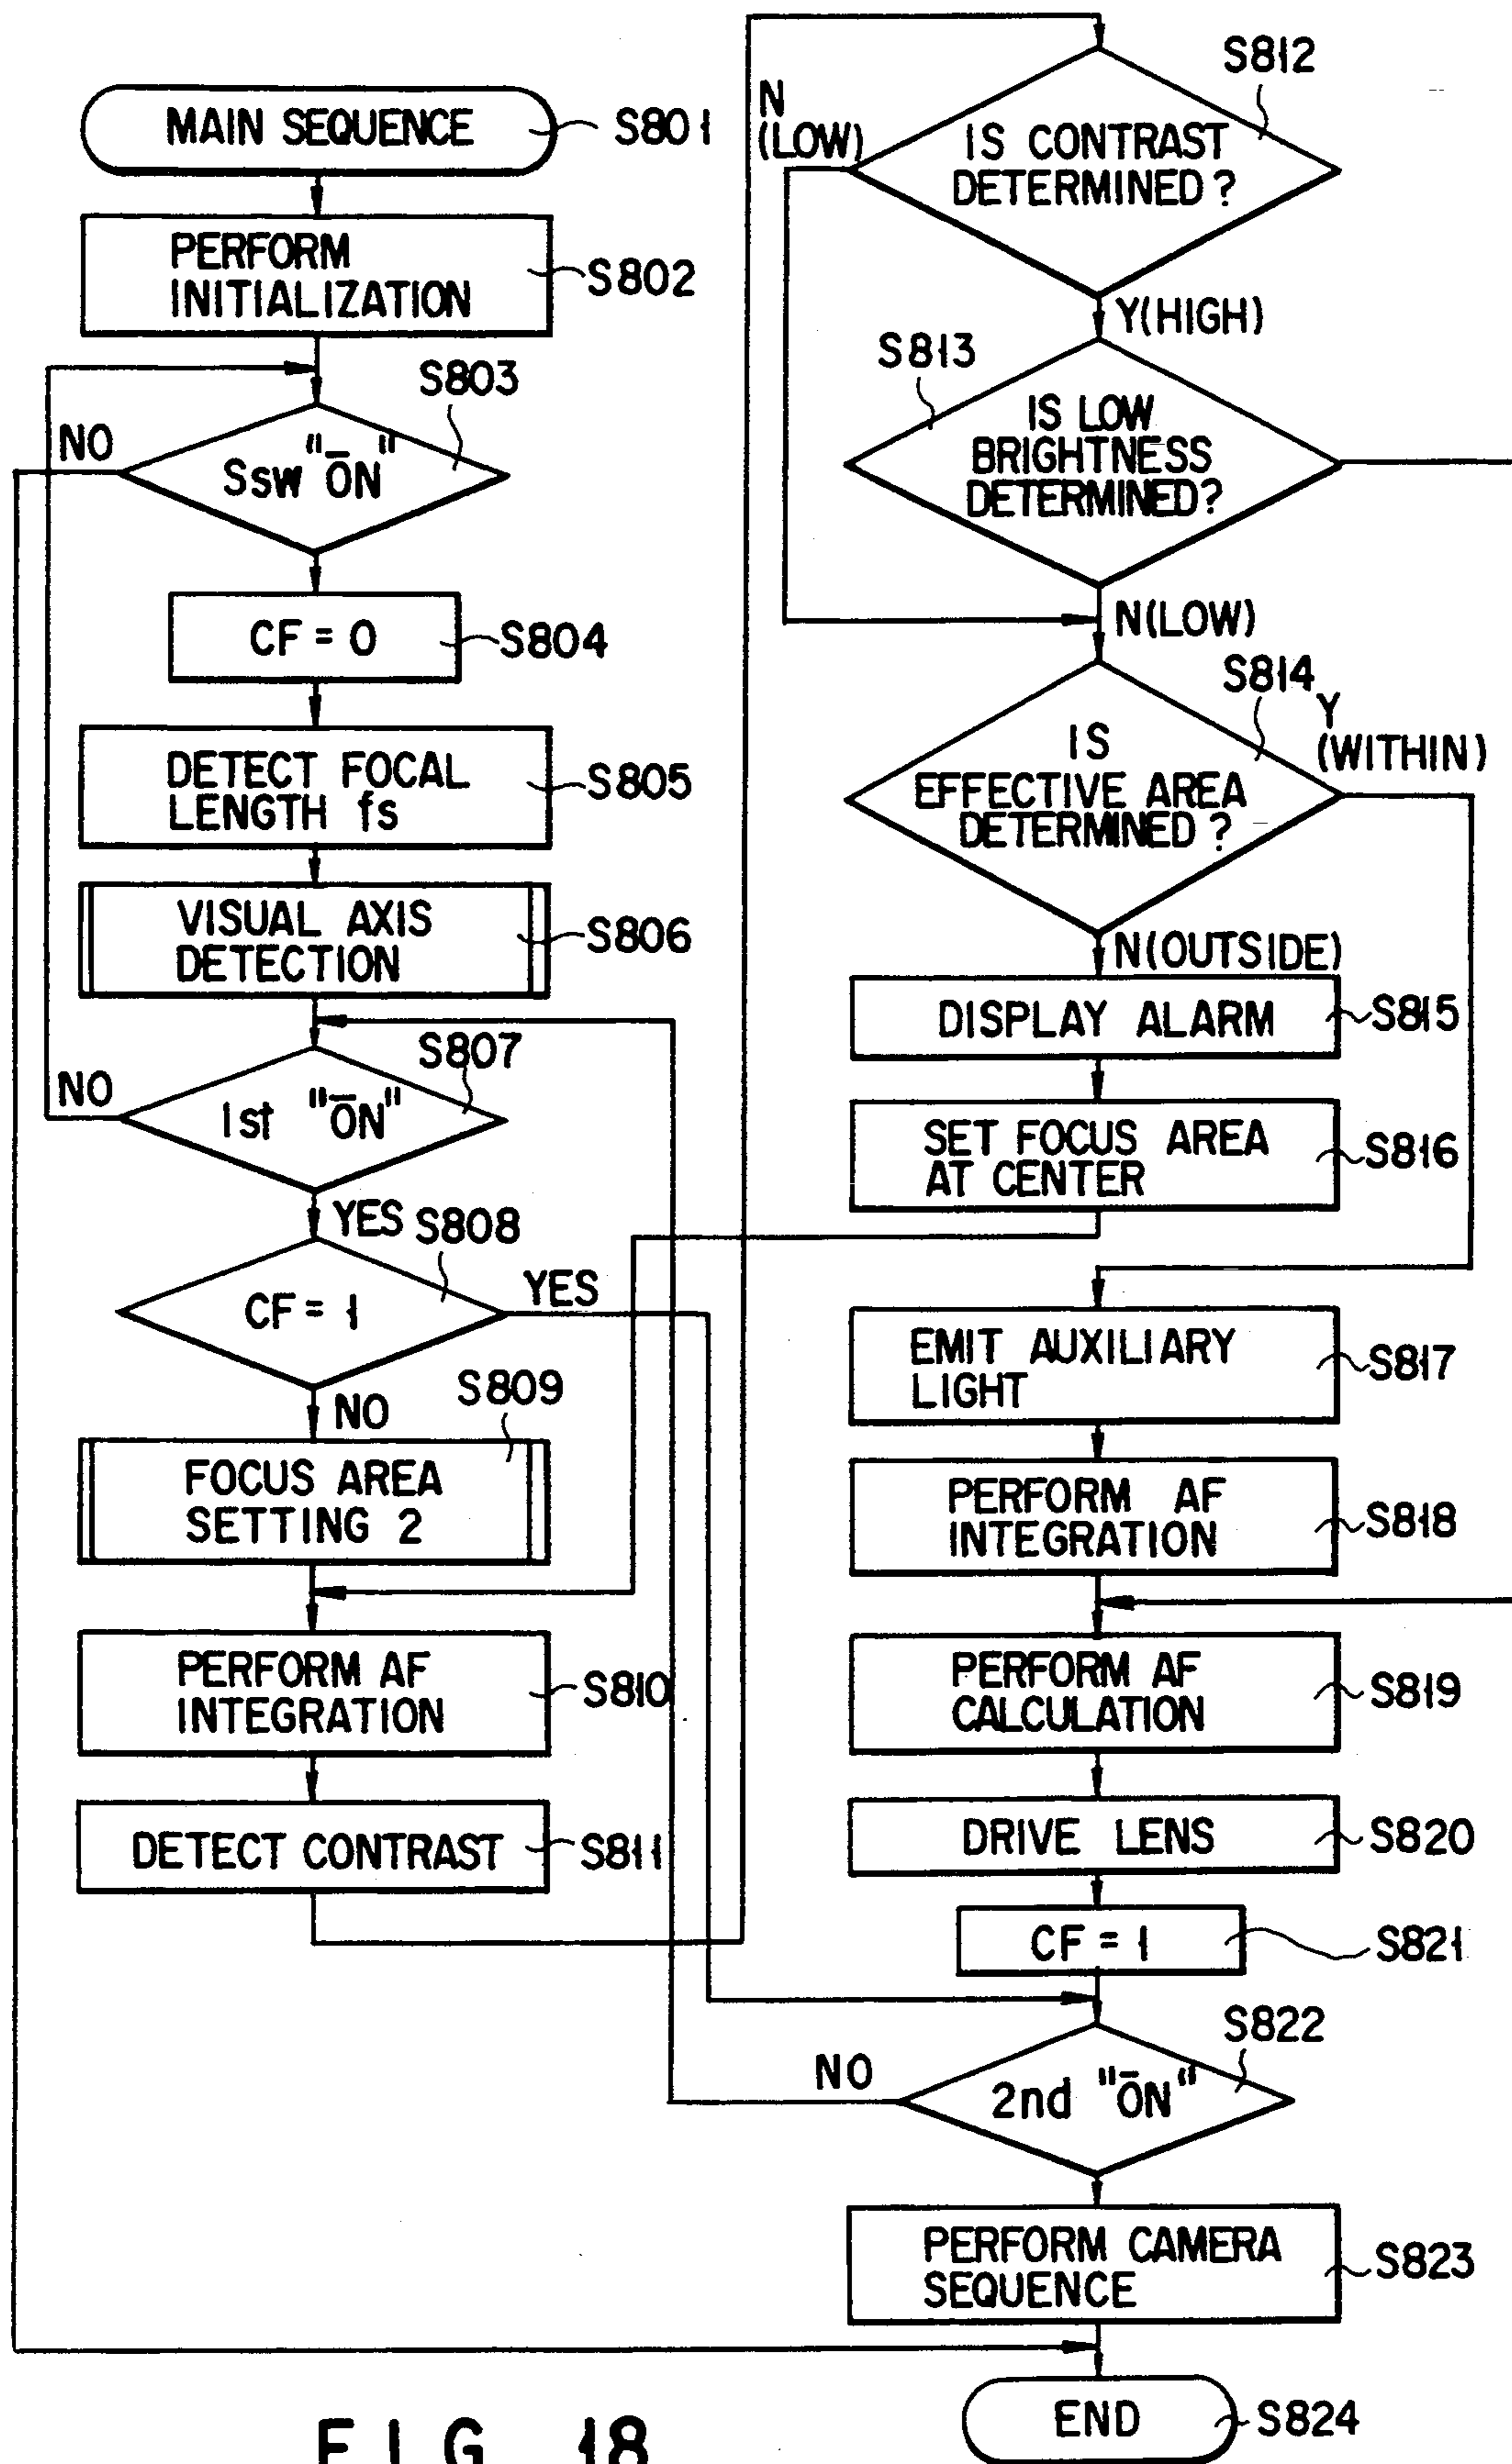 MAIN SEQUENCE
S801
PERFORM
INITIALIZATION
S802
S803
NO
Ssw "ON"
CF = 0
S804
DETECT FOCAL
LENGTH fs
S805
VISUAL AXIS
DETECTION
S806
S807
NO
1st "ON"
YES
S808
CF = 1
YES
NO
S809
FOCUS AREA
SETTING 2
PERFORM AF
INTEGRATION
S810
DETECT CONTRAST
S811
S812
N
(LOW)
IS CONTRAST
DETERMINED?
Y(HIGH)
S813
IS LOW
BRIGHTNESS
DETERMINED?
N(LOW)
S814
Y
(WITHIN)
IS
EFFECTIVE AREA
DETERMINED?
N(OUTSIDE)
DISPLAY ALARM
S815
SET FOCUS AREA
AT CENTER
S816
EMIT AUXILIARY
LIGHT
S817
PERFORM AF
INTEGRATION
S818
PERFORM AF
CALCULATION
S819
DRIVE LENS
S820
CF = 1
S821
S822
NO
2nd "ON"
PERFORM CAMERA
SEQUENCE
S823
END
S824
FIG. 18